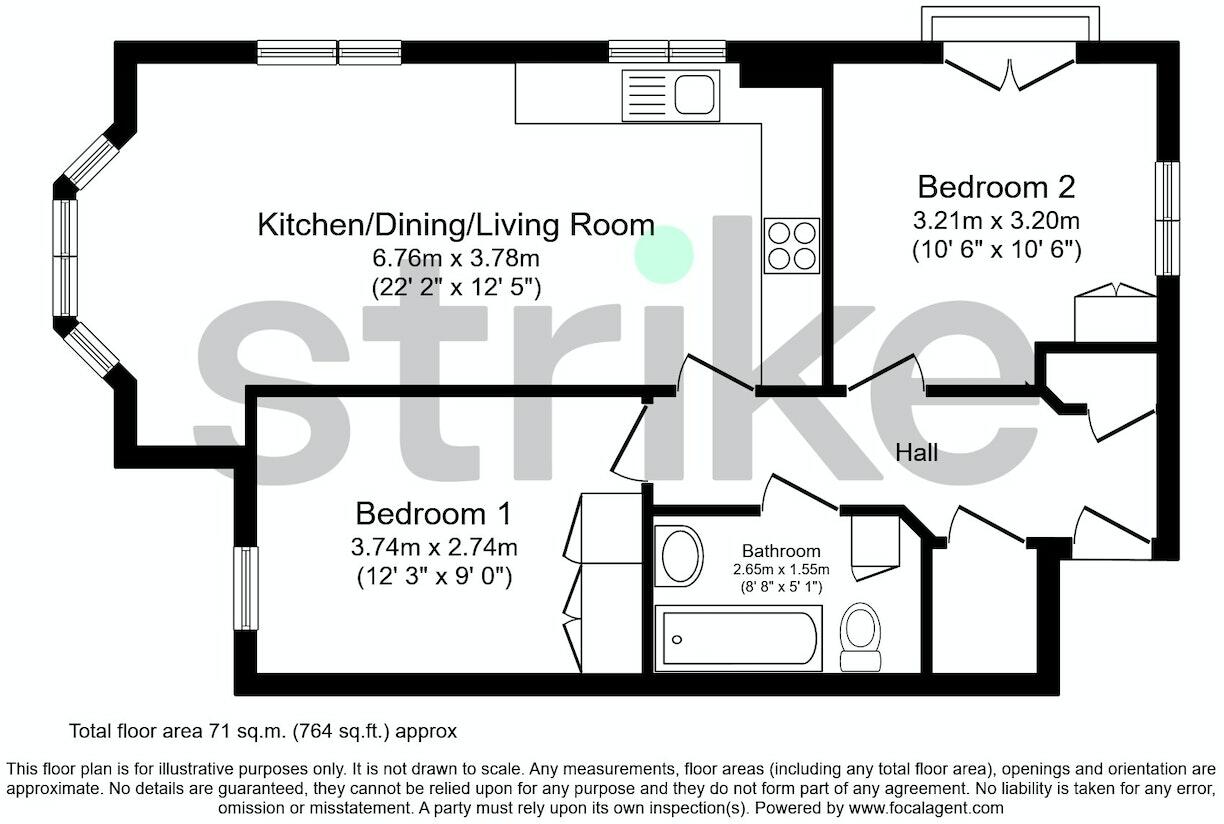 Kitchen/Dining/Living Room
6.76m x 3.78m
(22' 2" x 12' 5")
Bedroom 2
3.21m x 3.20m
(10' 6" x 10' 6")
strike
Hall
Bedroom 1
3.74m x 2.74m
(12' 3" x 9' 0")
Bathroom
2.65m x 1.55m
(8' 8" x 5' 1")
Total floor area 71 sq.m. (764 sq.ft.) approx
This floor plan is for illustrative purposes only. It is not drawn to scale. Any measurements, floor areas (including any total floor area), openings and orientation are
approximate. No details are guaranteed, they cannot be relied upon for any purpose and they do not form part of any agreement. No liability is taken for any error,
omission or misstatement. A party must rely upon its own inspection(s). Powered by www.focalagent.com